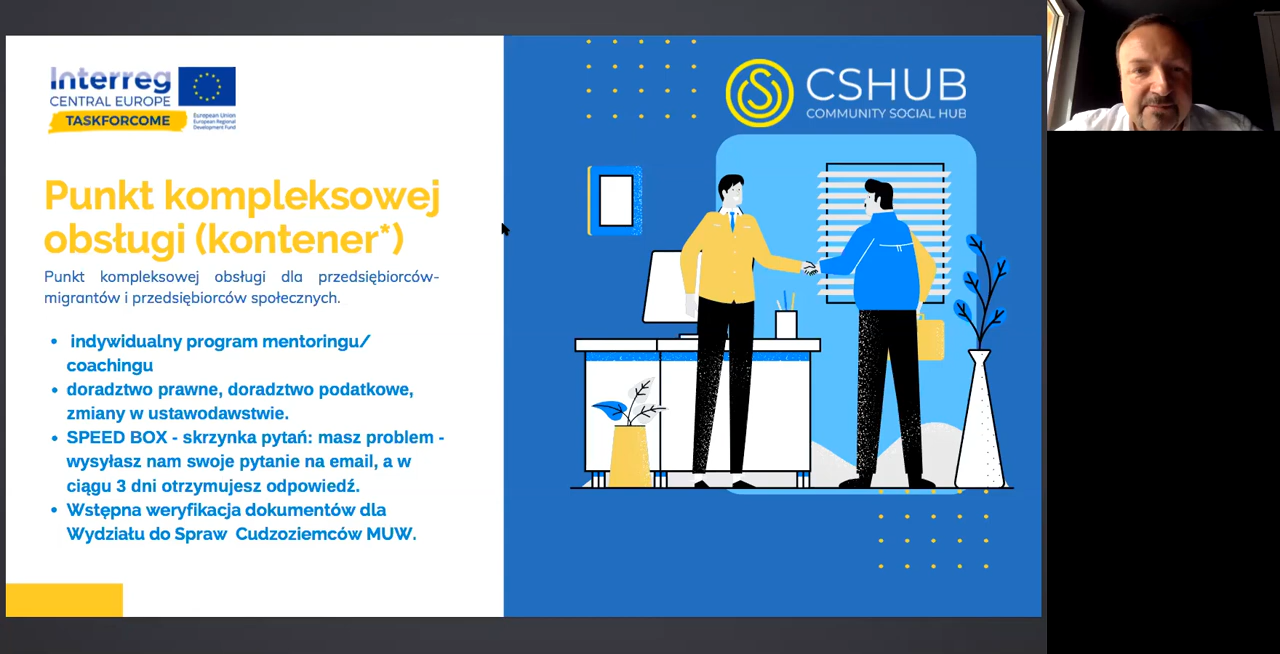 Interreg
CENTRAL EUROPE
TASKFORCOME
European Union
European Regional
Development Fund
CSHUB
COMMUNITY SOCIAL HUB
Punkt kompleksowej
obsługi (kontener*)
Punkt kompleksowej obsługi dla przedsiębiorców-
migrantów i przedsiębiorców społecznych.
• indywidualny program mentoringu/
coachingu
• doradztwo prawne, doradztwo podatkowe,
zmiany w ustawodawstwie.
• SPEED BOX - skrzynka pytań: masz problem -
wysyłasz nam swoje pytanie na email, a w
ciągu 3 dni otrzymujesz odpowiedź.
• Wstępna weryfikacja dokumentów dla
Wydziału do Spraw Cudzoziemców MUW.